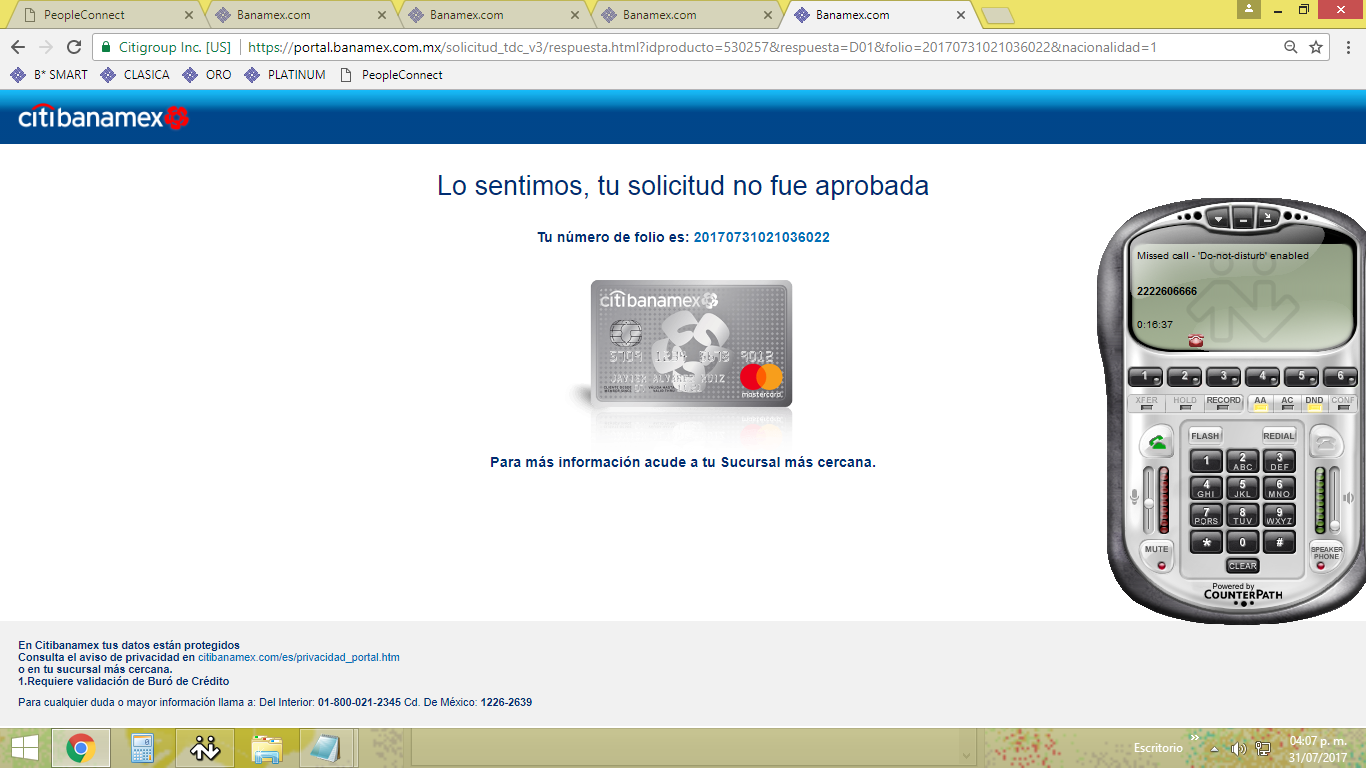 PeopleConnect
Banamex.com
Banamex.com
Banamex.com
Banamex.com
Citigroup Inc. [US] https://portal.banamex.com.mx/solicitud_tdc_v3/respuesta.html?idproducto=530257&respuesta=D01&folio=20170731021036022&nacionalidad=1
B* SMART CLASICA ORO PLATINUM PeopleConnect
citibanamex
Lo sentimos, tu solicitud no fue aprobada
Tu número de folio es: 20170731021036022
citibanamex
mastercard
Para más información acude a tu Sucursal más cercana.
Missed call - 'Do-not-disturb' enabled
2222606666
0:16:37
1 2 3 4 5 6
XFER HOLD RECORD AA AC DND CONF
FLASH REDIAL
1 2 ABC 3 DEF
4 GHI 5 JKL 6 MNO
7 PQRS 8 TUV 9 WXYZ
* 0 #
MUTE CLEAR SPEAKER PHONE
Powered by
COUNTERPATH
En Citibanamex tus datos están protegidos
Consulta el aviso de privacidad en citibanamex.com/es/privacidad_portal.htm
o en tu sucursal más cercana.
1.Requiere validación de Buró de Crédito
Para cualquier duda o mayor información llama a: Del Interior: 01-800-021-2345 Cd. De México: 1226-2639
Escritorio
04:07 p. m.
31/07/2017